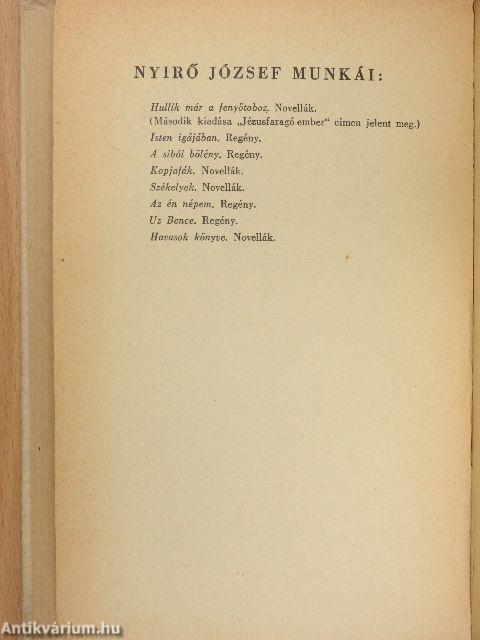 NYIRŐ JÓZSEF MUNKÁI:
Hullik már a fenyőtoboz. Novellák.
(Második kiadása „Jézusfaragó ember" címen jelent meg.)
Isten igájában. Regény.
A sibói bölény. Regény.
Kopjafák. Novellák.
Székelyek. Novellák.
Az én népem. Regény.
Uz Bence. Regény.
Havasok könyve. Novellák.
Antikvárium.hu